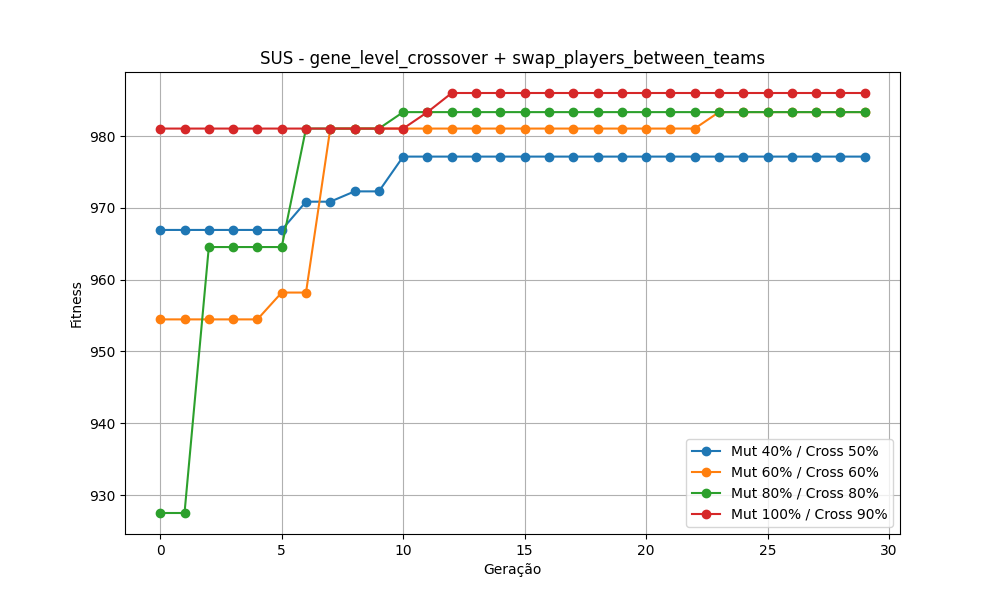 SUS - gene_level_crossover + swap_players_between_teams
Fitness
980
970
960
950
940
930
0 5 10 15 20 25 30
Geração
Mut 40% / Cross 50%
Mut 60% / Cross 60%
Mut 80% / Cross 80%
Mut 100% / Cross 90%